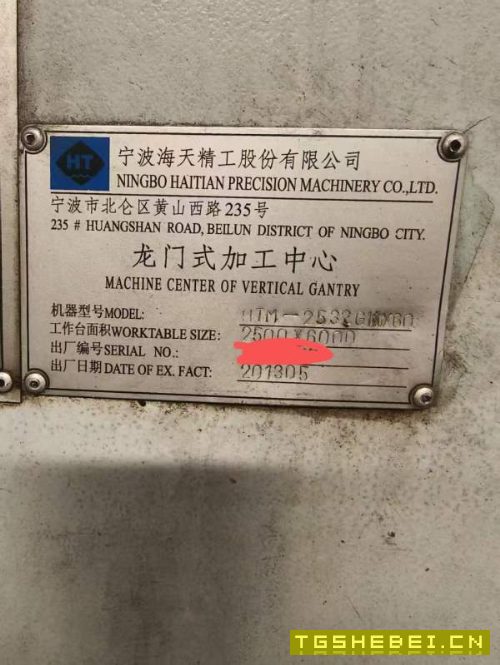 HT
宁波海天精工股份有限公司
NINGBO HAITIAN PRECISION MACHINERY CO.,LTD.
宁波市北仑区黄山西路235号
235 # HUANGSHAN ROAD, BEILUN DISTRICT OF NINGBO CITY.
龙门式加工中心
MACHINE CENTER OF VERTICAL GANTRY
机器型号MODEL:
工作台面积WORKTABLE SIZE: 2500X6000
出厂编号SERIAL NO.:
出厂日期DATE OF EX. FACT: 201305
TGSHEBEI.CN